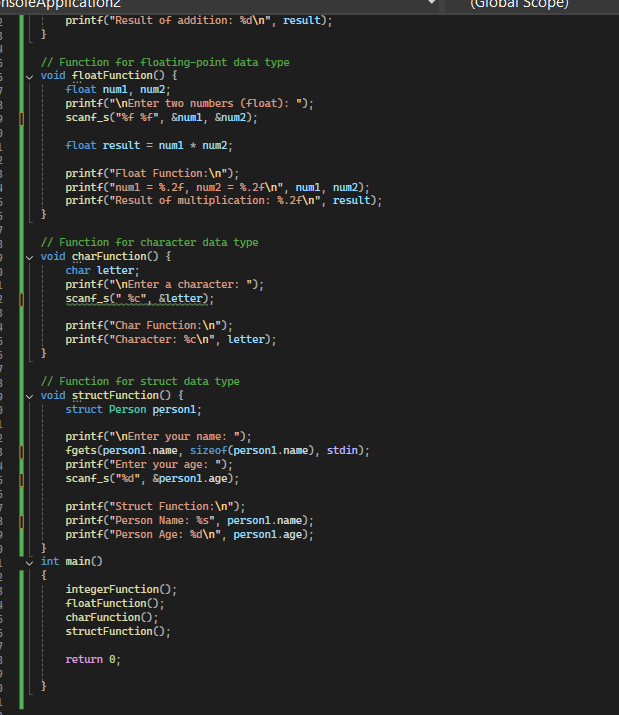 nsoleApplication2 (Global Scope)
printf("Result of addition: %d\n", result);
}
// Function for floating-point data type
void floatFunction() {
float num1, num2;
printf("\nEnter two numbers (float): ");
scanf_s("%f %f", &num1, &num2);
float result = num1 * num2;
printf("Float Function:\n");
printf("num1 = %.2f, num2 = %.2f\n", num1, num2);
printf("Result of multiplication: %.2f\n", result);
}
// Function for character data type
void charFunction() {
char letter;
printf("\nEnter a character: ");
scanf_s(" %c", &letter);
printf("Char Function:\n");
printf("Character: %c\n", letter);
}
// Function for struct data type
void structFunction() {
struct Person person1;
printf("\nEnter your name: ");
fgets(person1.name, sizeof(person1.name), stdin);
printf("Enter your age: ");
scanf_s("%d", &person1.age);
printf("Struct Function:\n");
printf("Person Name: %s", person1.name);
printf("Person Age: %d\n", person1.age);
}
int main()
{
integerFunction();
floatFunction();
charFunction();
structFunction();
return 0;
}